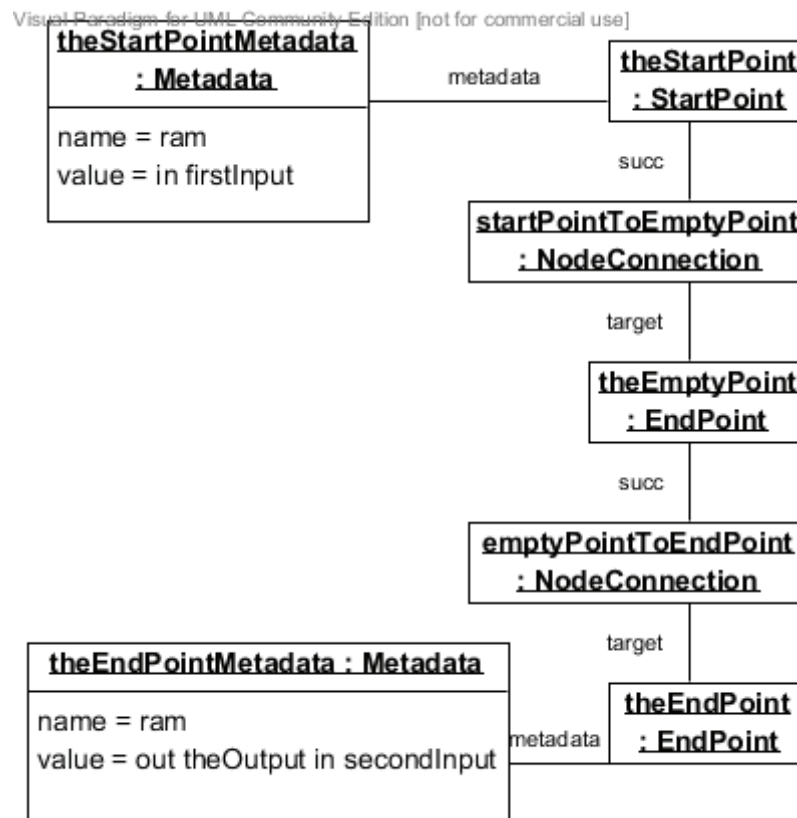 Visual Paradigm for UML Community Edition [not for commercial use]
theStartPointMetadata
: Metadata
name = ram
value = in firstInput
metadata
theStartPoint
: StartPoint
succ
startPointToEmptyPoint
: NodeConnection
target
theEmptyPoint
: EndPoint
succ
emptyPointToEndPoint
: NodeConnection
target
theEndPointMetadata : Metadata
name = ram
value = out theOutput in secondInput
metadata
theEndPoint
: EndPoint